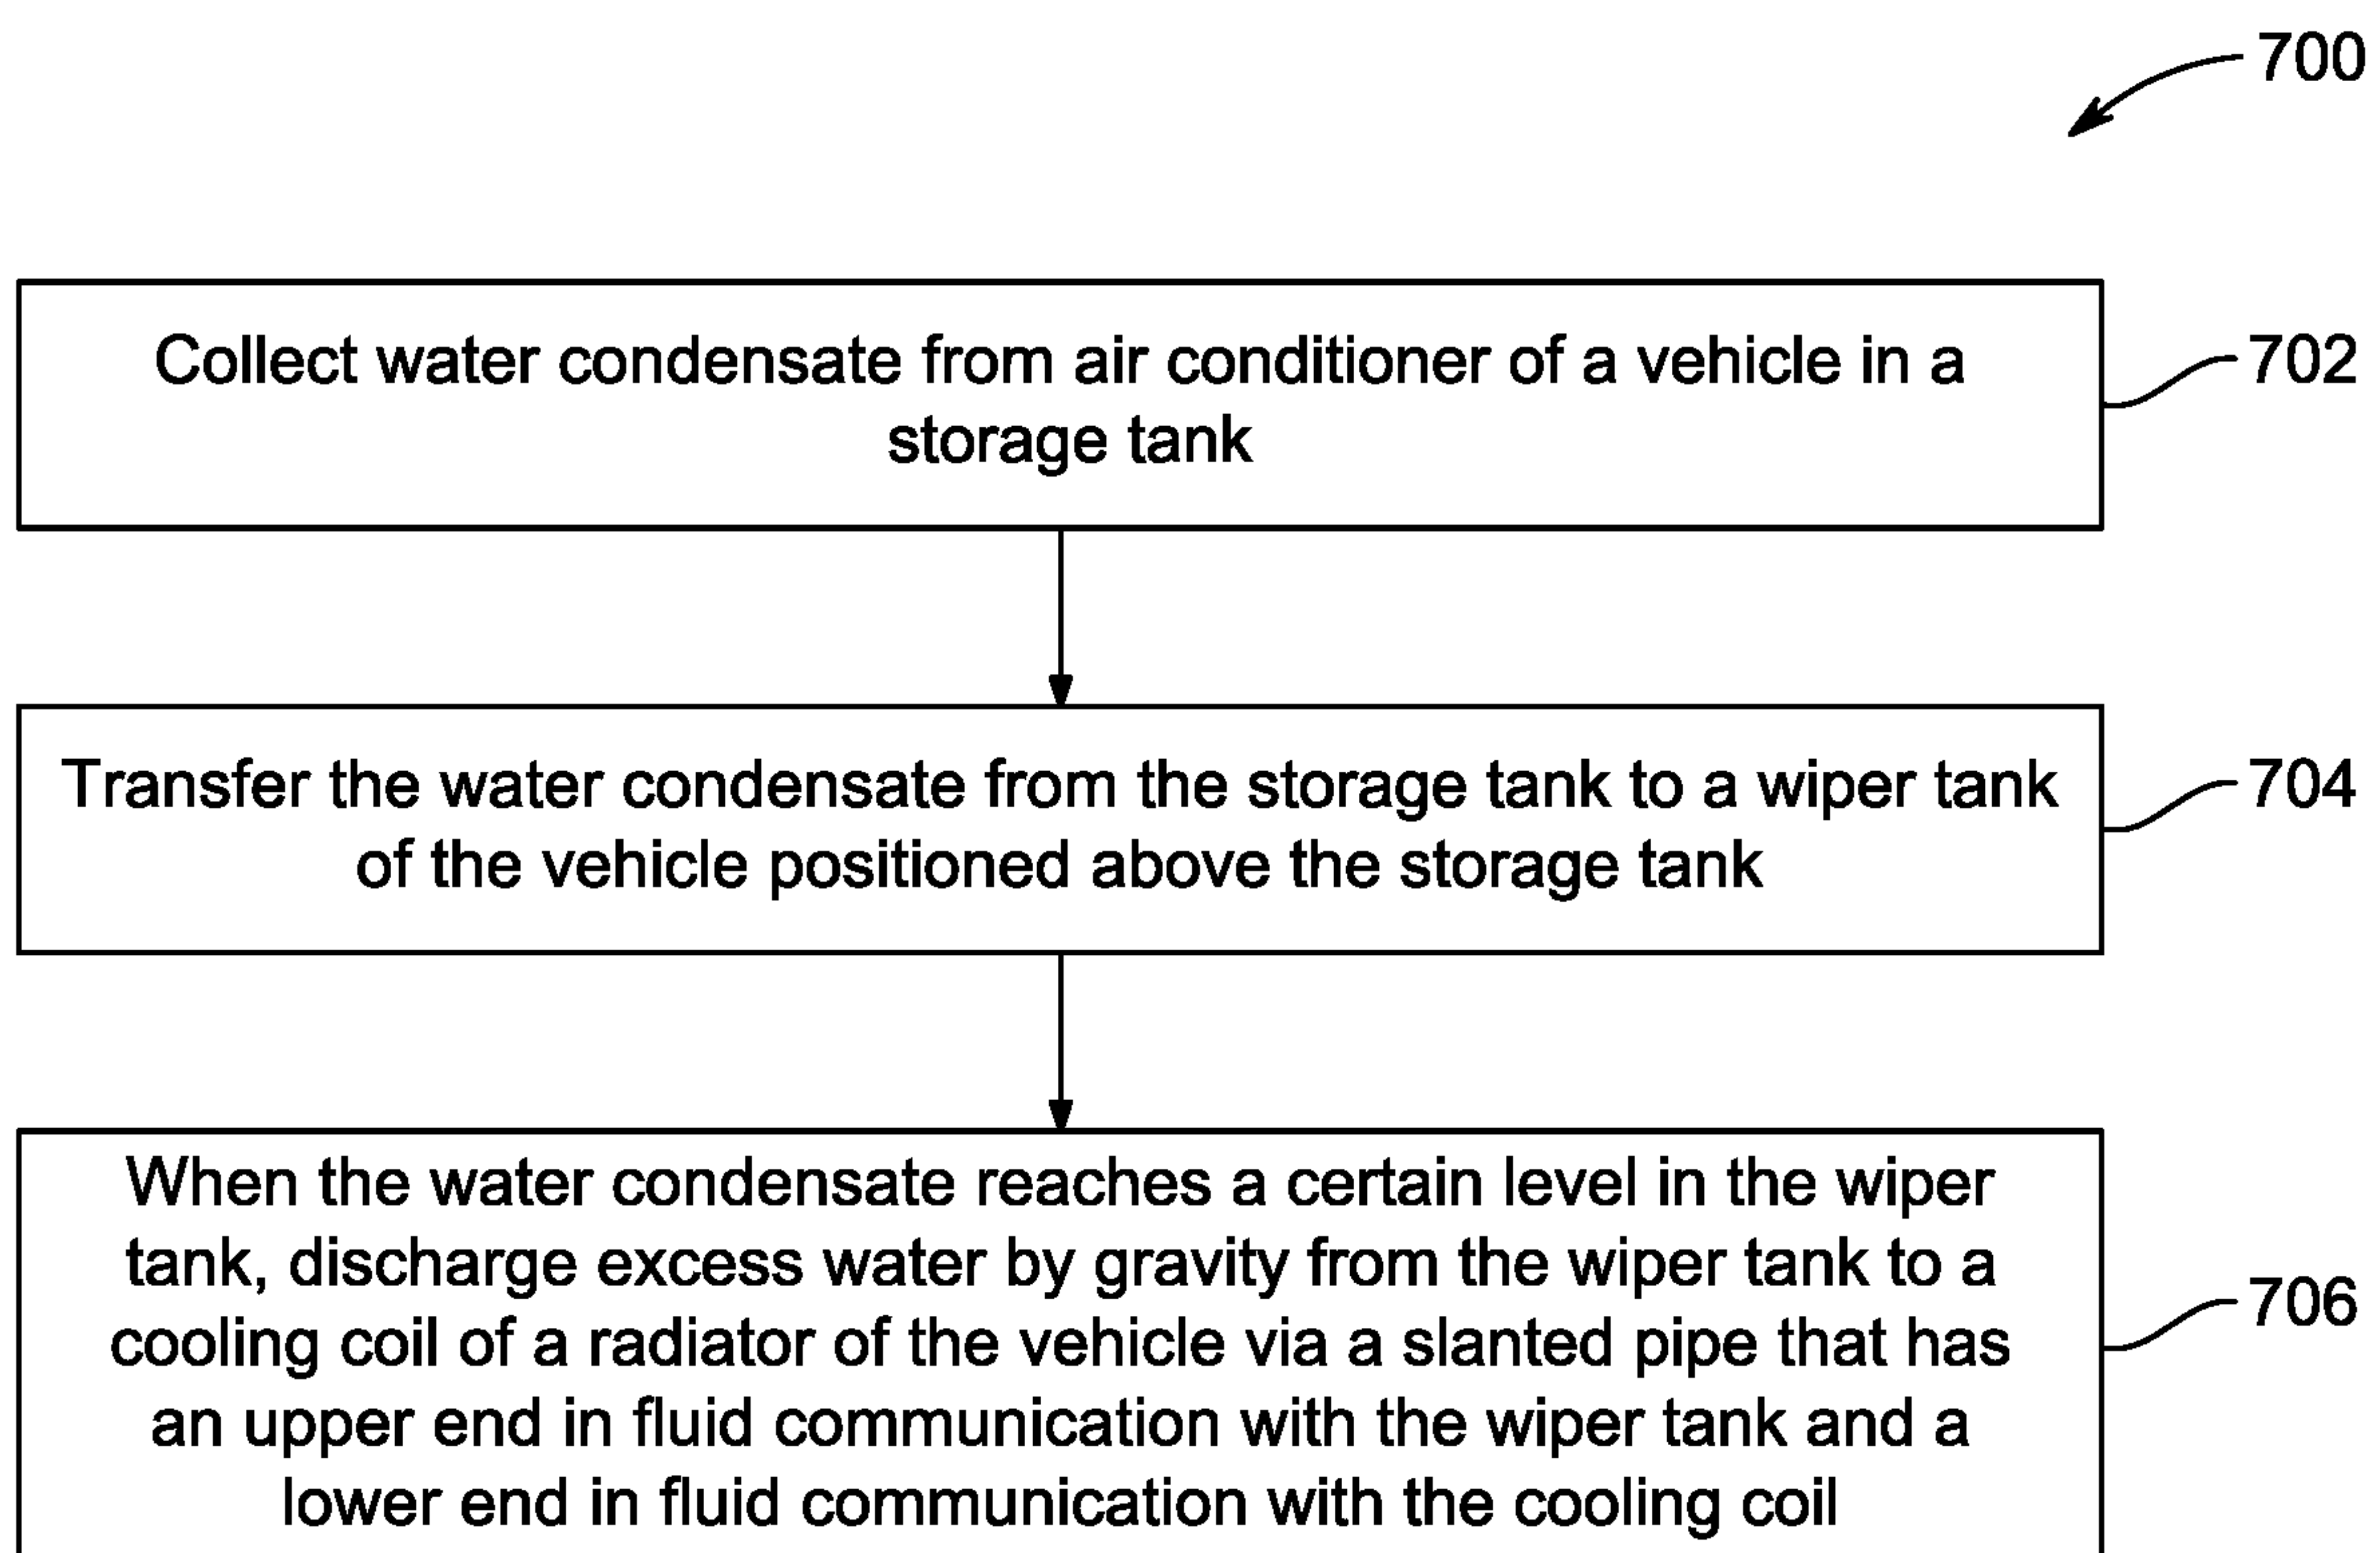 700
Collect water condensate from air conditioner of a vehicle in a
storage tank
702
Transfer the water condensate from the storage tank to a wiper tank
of the vehicle positioned above the storage tank
704
When the water condensate reaches a certain level in the wiper
tank, discharge excess water by gravity from the wiper tank to a
cooling coil of a radiator of the vehicle via a slanted pipe that has
an upper end in fluid communication with the wiper tank and a
lower end in fluid communication with the cooling coil
706